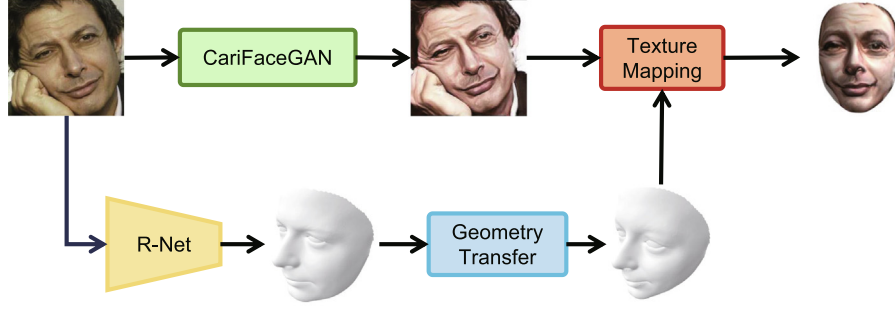 CariFaceGAN
Texture
Mapping
R-Net
Geometry
Transfer